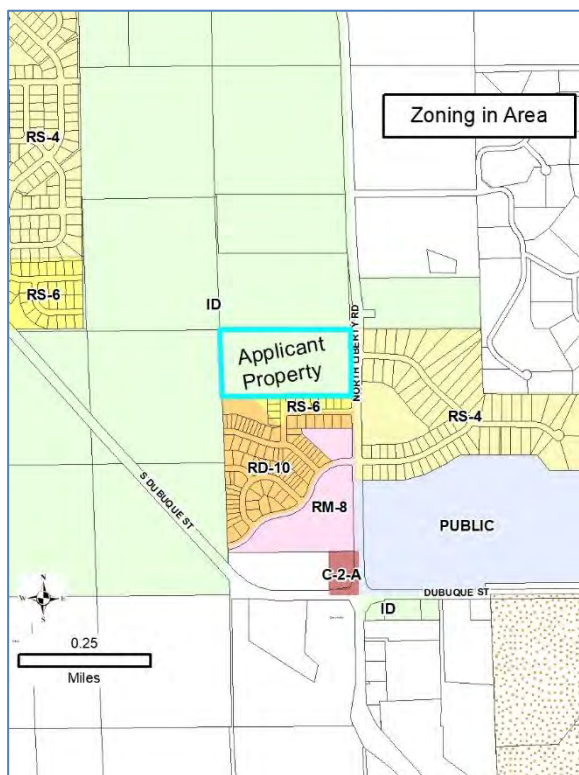 Zoning in Area
RS-4
RS-6
ID
NORTH LIBERTY RD
Applicant
Property
RS-6
RS-4
RD-10
RM-8
S DUBUQUE ST
PUBLIC
C-2-A
DUBUQUE ST
ID
N
W
E
S
0.25
Miles